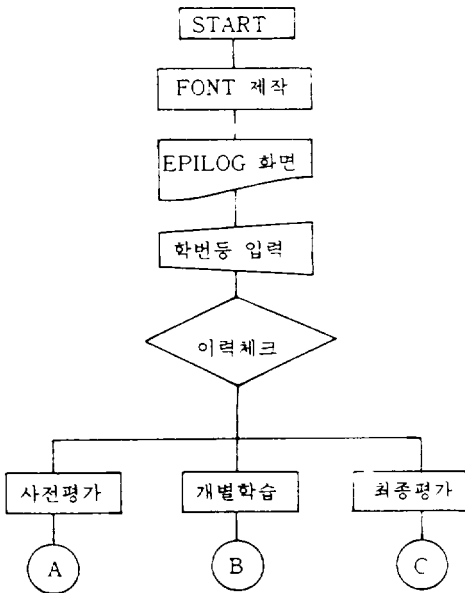 START
FONT 제작
EPILOG 화면
학번등 입력
이력체크
사전평가 개별학습 최종평가
A B C